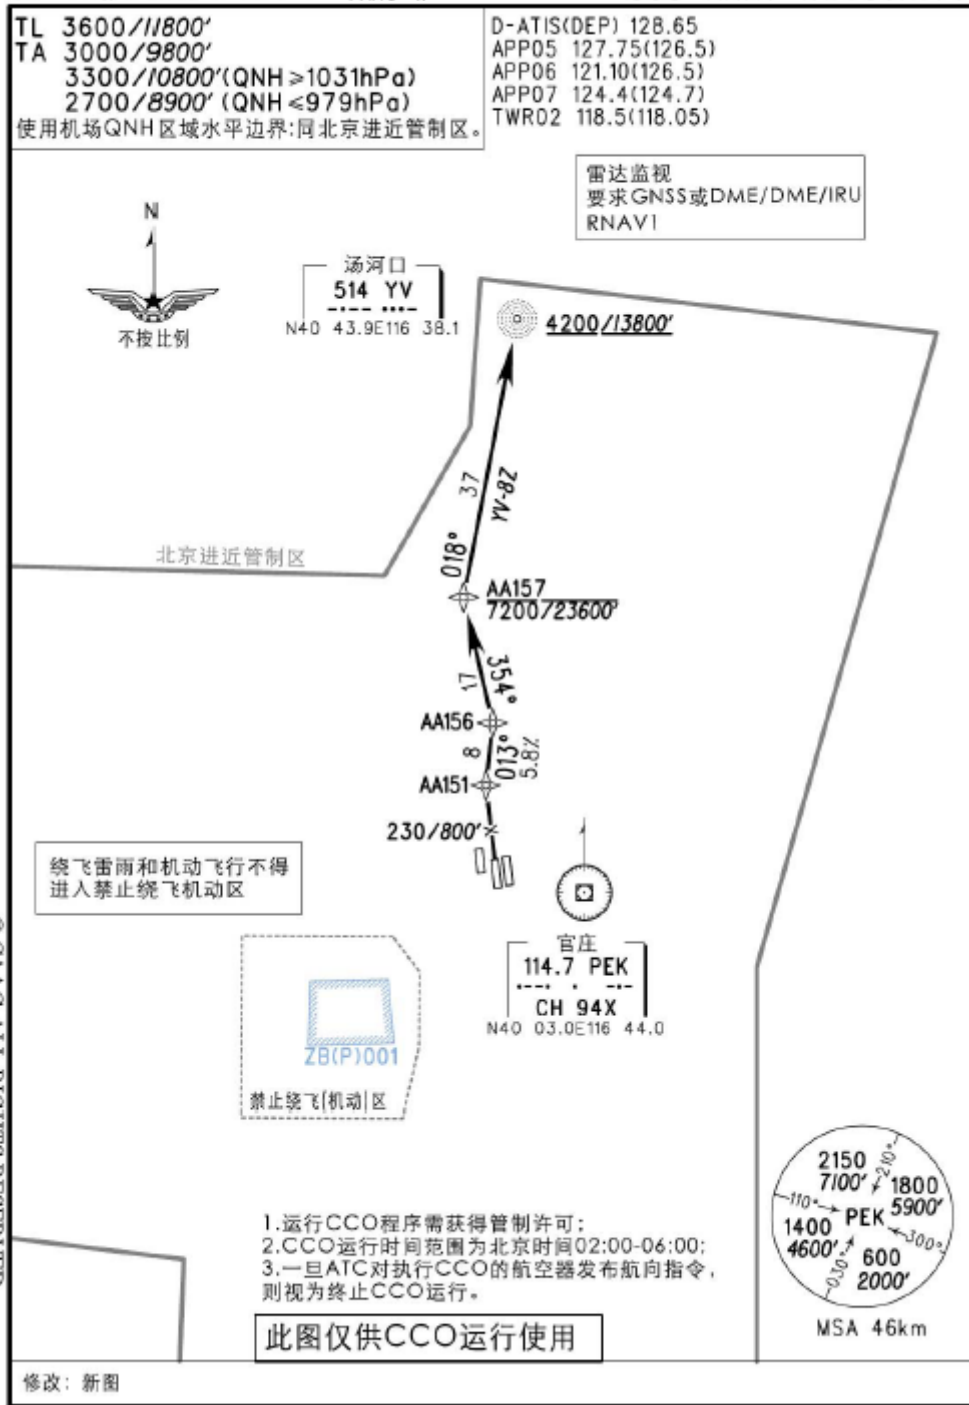 TL 3600/11800'
TA 3000/9800'
3300/10800'(QNH≥1031hPa)
2700/8900' (QNH≤979hPa)
使用机场QNH区域水平边界:同北京进近管制区。
D-ATIS(DEP) 128.65
APP05 127.75(126.5)
APP06 121.10(126.5)
APP07 124.4(124.7)
TWR02 118.5(118.05)
雷达监视
要求GNSS或DME/DME/IRU
RNAV1
N
不按比例
汤河口
514 YV
N40 43.9E116 38.1
4200/13800'
37
YV-8Z
018°
北京进近管制区
AA157
7200/23600'
17
354°
AA156
8
013°
5.8%
AA151
230/800'
绕飞雷雨和机动飞行不得
进入禁止绕飞机动区
官庄
114.7 PEK
CH 94X
N40 03.0E116 44.0
ZB(P)001
禁止绕飞(机动)区
2150
7100'
210°
1800
5900'
110°
PEK
1400
4600'
300°
030°
600
2000'
MSA 46km
1.运行CCO程序需获得管制许可;
2.CCO运行时间范围为北京时间02:00-06:00;
3.一旦ATC对执行CCO的航空器发布航向指令,
则视为终止CCO运行。
此图仅供CCO运行使用
修改: 新图